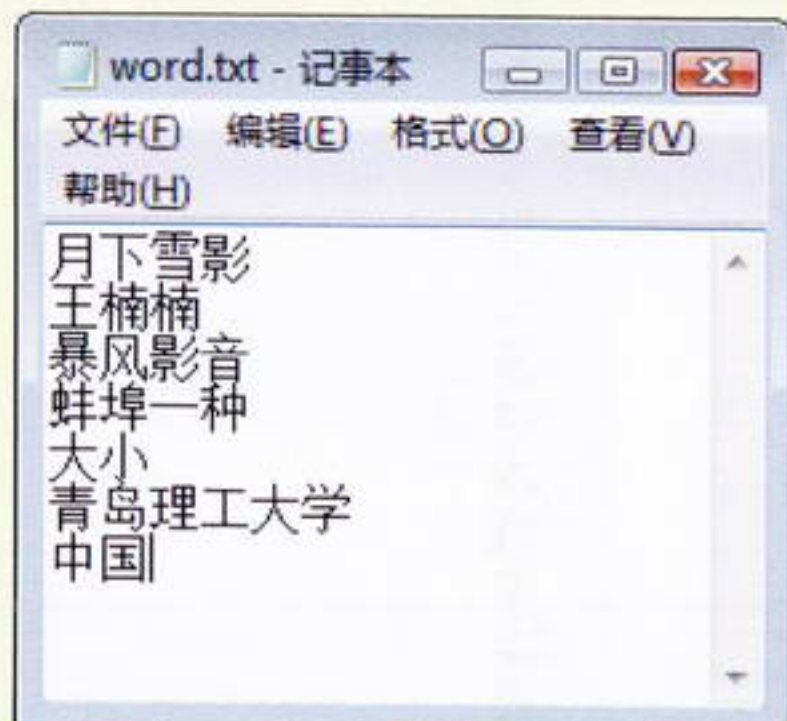 word.txt - 记事本
文件(F) 编辑(E) 格式(O) 查看(V)
帮助(H)
月下雪影
王楠楠
暴风影音
蚌埠一种
大小
青岛理工大学
中国